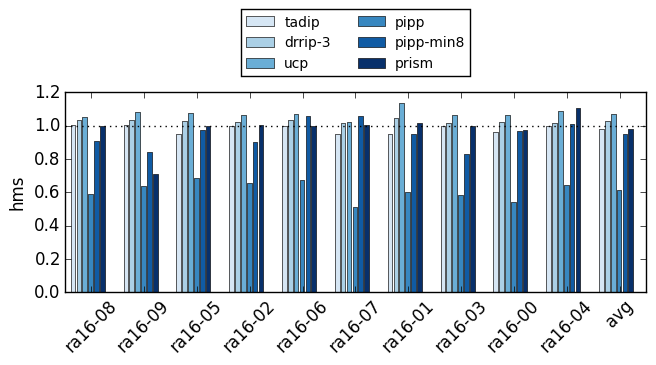 tadip pipp
drrip-3 pipp-min8
ucp prism
1.2
1.0
0.8
0.6
0.4
0.2
0.0
hms
ra16-08 ra16-09 ra16-05 ra16-02 ra16-06 ra16-07 ra16-01 ra16-03 ra16-00 ra16-04 avg